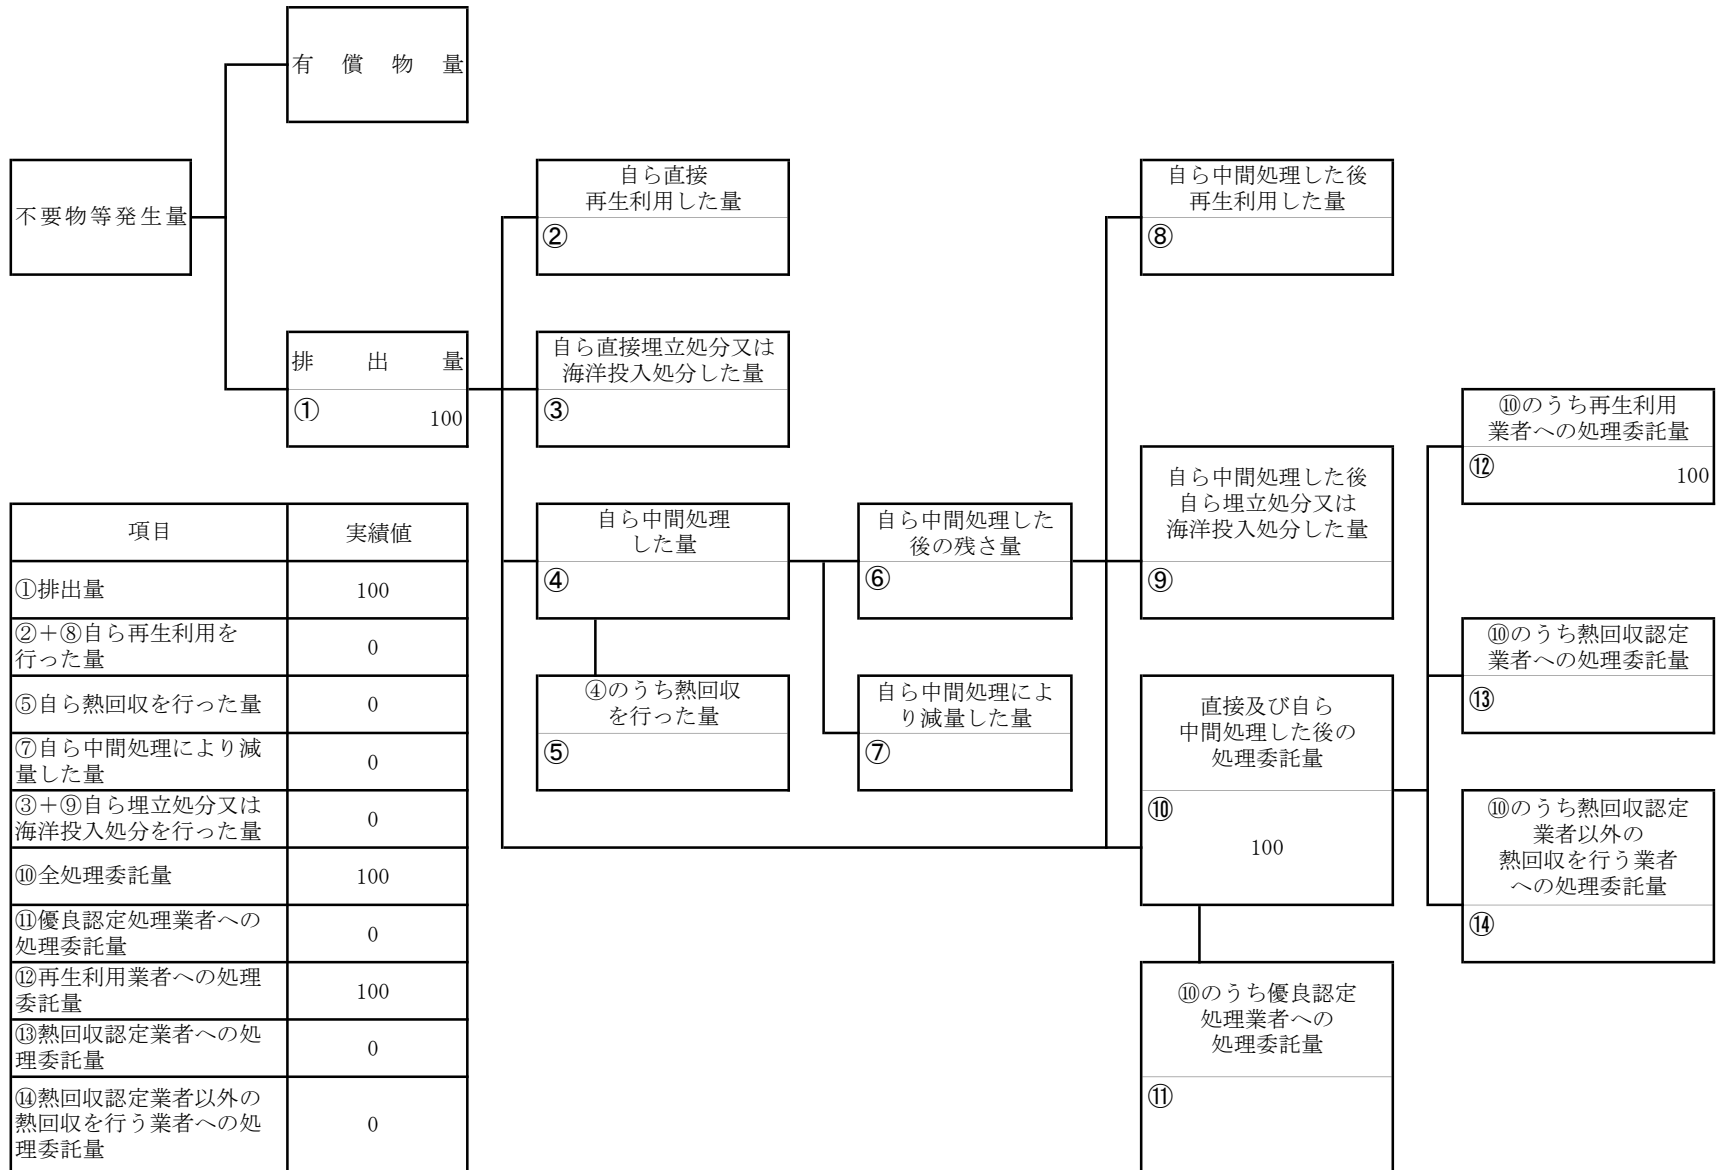 有償物量
不要物等発生量
排出量
①
100
自ら直接
再生利用した量
②
自ら直接埋立処分又は
海洋投入処分した量
③
自ら中間処理
した量
④
④のうち熱回収
を行った量
⑤
自ら中間処理した
後の残さ量
⑥
自ら中間処理によ
り減量した量
⑦
自ら中間処理した後
再生利用した量
⑧
自ら中間処理した後
自ら埋立処分又は
海洋投入処分した量
⑨
直接及び自ら
中間処理した後の
処理委託量
⑩
100
⑩のうち優良認定
処理業者への
処理委託量
⑪
⑩のうち再生利用
業者への処理委託量
⑫
100
⑩のうち熱回収認定
業者への処理委託量
⑬
⑩のうち熱回収認定
業者以外の
熱回収を行う業者
への処理委託量
⑭
項目 実績値
①排出量 100
②+⑧自ら再生利用を
行った量 0
⑤自ら熱回収を行った量 0
⑦自ら中間処理により減
量した量 0
③+⑨自ら埋立処分又は
海洋投入処分を行った量 0
⑩全処理委託量 100
⑪優良認定処理業者への
処理委託量 0
⑫再生利用業者への処理
委託量 100
⑬熱回収認定業者への処
理委託量 0
⑭熱回収認定業者以外の
熱回収を行う業者への処
理委託量 0